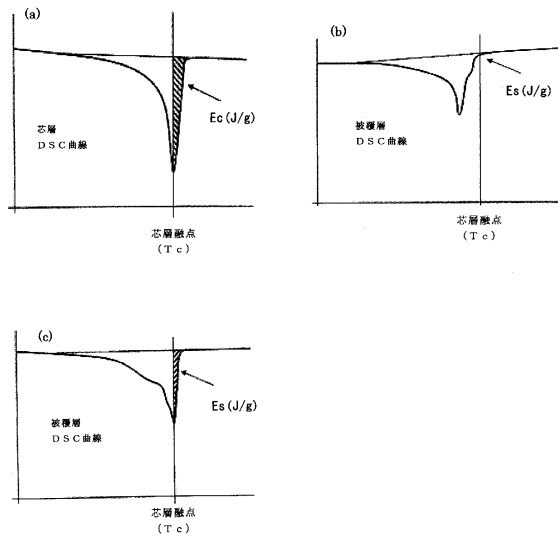 (a)
Ec(J/g)
芯層
DSC曲線
芯層融点
(Tc)
(b)
Es(J/g)
被覆層
DSC曲線
芯層融点
(Tc)
(c)
Es(J/g)
被覆層
DSC曲線
芯層融点
(Tc)